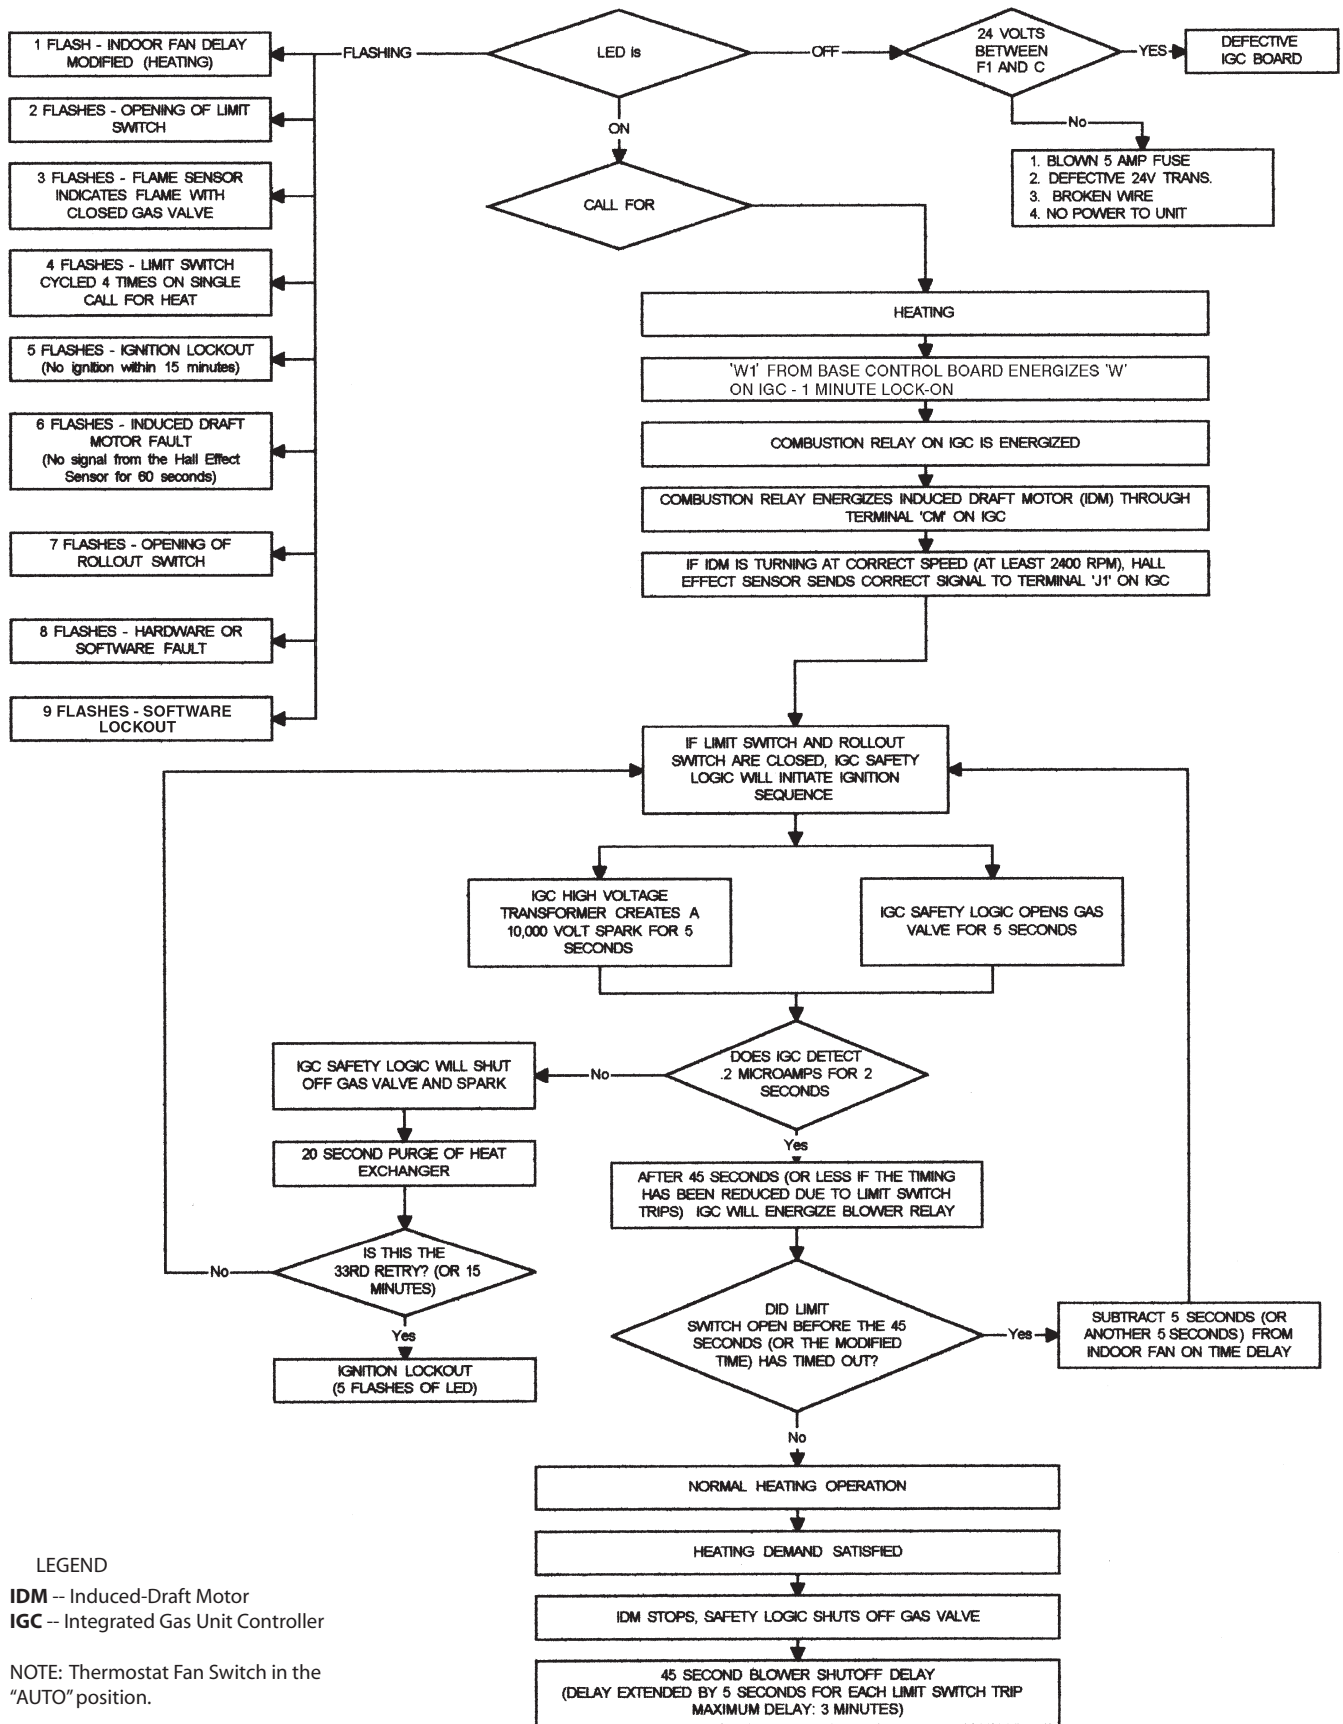 1 FLASH - INDOOR FAN DELAY
MODIFIED (HEATING)
FLASHING
LED IS
OFF
24 VOLTS
BETWEEN
F1 AND C
YES
DEFECTIVE
IGC BOARD
2 FLASHES - OPENING OF LIMIT
SWITCH
ON
No
3 FLASHES - FLAME SENSOR
INDICATES FLAME WITH
CLOSED GAS VALVE
CALL FOR
1. BLOWN 5 AMP FUSE
2. DEFECTIVE 24V TRANS.
3. BROKEN WIRE
4. NO POWER TO UNIT
4 FLASHES - LIMIT SWITCH
CYCLED 4 TIMES ON SINGLE
CALL FOR HEAT
HEATING
5 FLASHES - IGNITION LOCKOUT
(No ignition within 15 minutes)
'W1' FROM BASE CONTROL BOARD ENERGIZES 'W'
ON IGC - 1 MINUTE LOCK-ON
6 FLASHES - INDUCED DRAFT
MOTOR FAULT
(No signal from the Hall Effect
Sensor for 60 seconds)
COMBUSTION RELAY ON IGC IS ENERGIZED
COMBUSTION RELAY ENERGIZES INDUCED DRAFT MOTOR (IDM) THROUGH
TERMINAL 'CM' ON IGC
7 FLASHES - OPENING OF
ROLLOUT SWITCH
IF IDM IS TURNING AT CORRECT SPEED (AT LEAST 2400 RPM), HALL
EFFECT SENSOR SENDS CORRECT SIGNAL TO TERMINAL 'J1' ON IGC
8 FLASHES - HARDWARE OR
SOFTWARE FAULT
9 FLASHES - SOFTWARE
LOCKOUT
IF LIMIT SWITCH AND ROLLOUT
SWITCH ARE CLOSED, IGC SAFETY
LOGIC WILL INITIATE IGNITION
SEQUENCE
IGC HIGH VOLTAGE
TRANSFORMER CREATES A
10,000 VOLT SPARK FOR 5
SECONDS
IGC SAFETY LOGIC OPENS GAS
VALVE FOR 5 SECONDS
DOES IGC DETECT
.2 MICROAMPS FOR 2
SECONDS
No
IGC SAFETY LOGIC WILL SHUT
OFF GAS VALVE AND SPARK
Yes
20 SECOND PURGE OF HEAT
EXCHANGER
AFTER 45 SECONDS (OR LESS IF THE TIMING
HAS BEEN REDUCED DUE TO LIMIT SWITCH
TRIPS) IGC WILL ENERGIZE BLOWER RELAY
IS THIS THE
33RD RETRY? (OR 15
MINUTES)
No
Yes
IGNITION LOCKOUT
(5 FLASHES OF LED)
DID LIMIT
SWITCH OPEN BEFORE THE 45
SECONDS (OR THE MODIFIED
TIME) HAS TIMED OUT?
Yes
SUBTRACT 5 SECONDS (OR
ANOTHER 5 SECONDS) FROM
INDOOR FAN ON TIME DELAY
No
NORMAL HEATING OPERATION
HEATING DEMAND SATISFIED
IDM STOPS, SAFETY LOGIC SHUTS OFF GAS VALVE
45 SECOND BLOWER SHUTOFF DELAY
(DELAY EXTENDED BY 5 SECONDS FOR EACH LIMIT SWITCH TRIP
MAXIMUM DELAY: 3 MINUTES)
LEGEND
IDM -- Induced-Draft Motor
IGC -- Integrated Gas Unit Controller
NOTE: Thermostat Fan Switch in the
“AUTO” position.